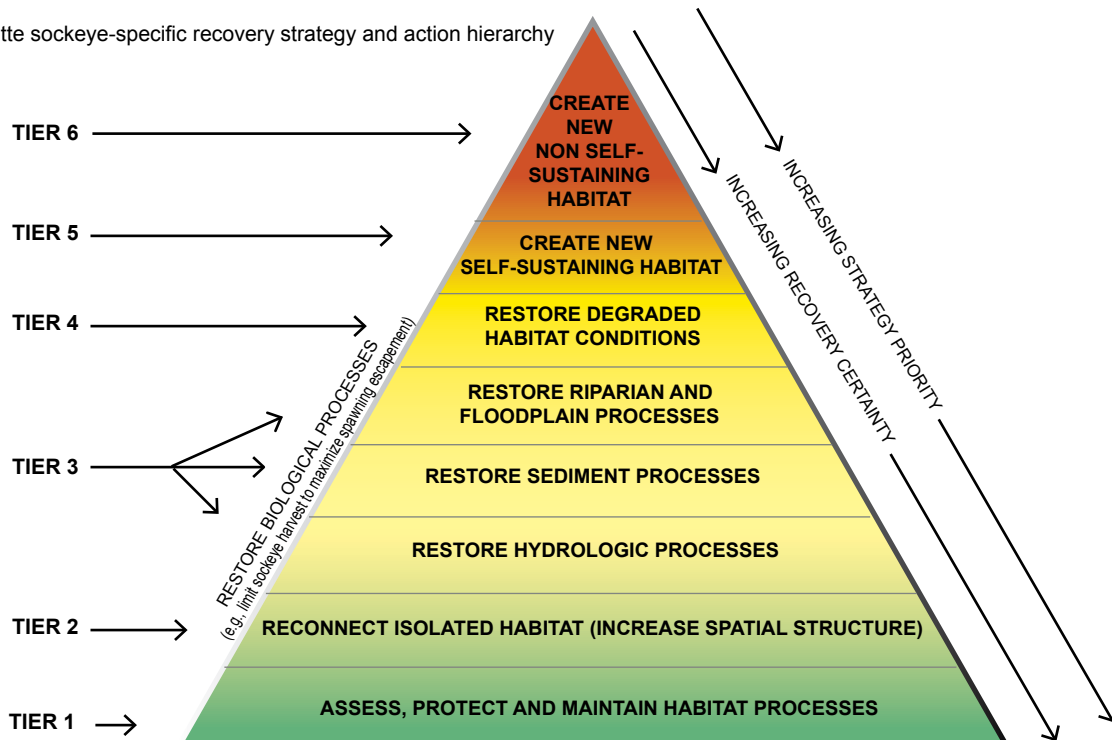 tte sockeye-specific recovery strategy and action hierarchy
TIER 6
CREATE
NEW
NON SELF-
SUSTAINING
HABITAT
TIER 5
CREATE NEW
SELF-SUSTAINING HABITAT
TIER 4
RESTORE DEGRADED
HABITAT CONDITIONS
RESTORE RIPARIAN AND
FLOODPLAIN PROCESSES
TIER 3
RESTORE SEDIMENT PROCESSES
RESTORE HYDROLOGIC PROCESSES
TIER 2
RECONNECT ISOLATED HABITAT (INCREASE SPATIAL STRUCTURE)
TIER 1
ASSESS, PROTECT AND MAINTAIN HABITAT PROCESSES
RESTORE BIOLOGICAL PROCESSES
(e.g., limit sockeye harvest to maximize spawning escapement)
INCREASING RECOVERY CERTAINTY
INCREASING STRATEGY PRIORITY